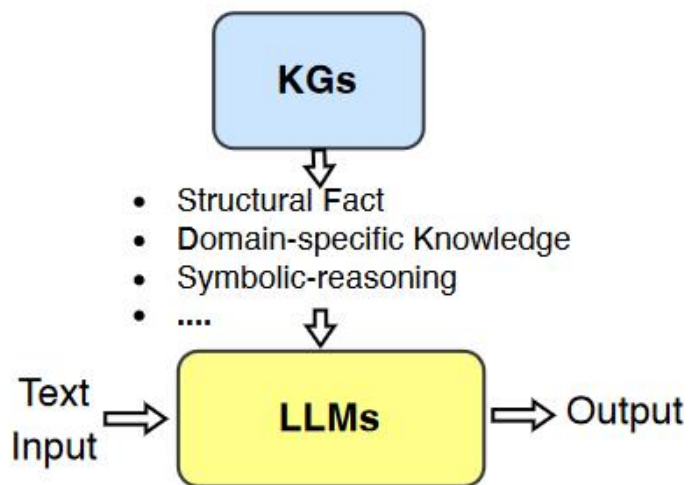 KGs
• Structural Fact
• Domain-specific Knowledge
• Symbolic-reasoning
• ....
Text
Input
LLMs
Output